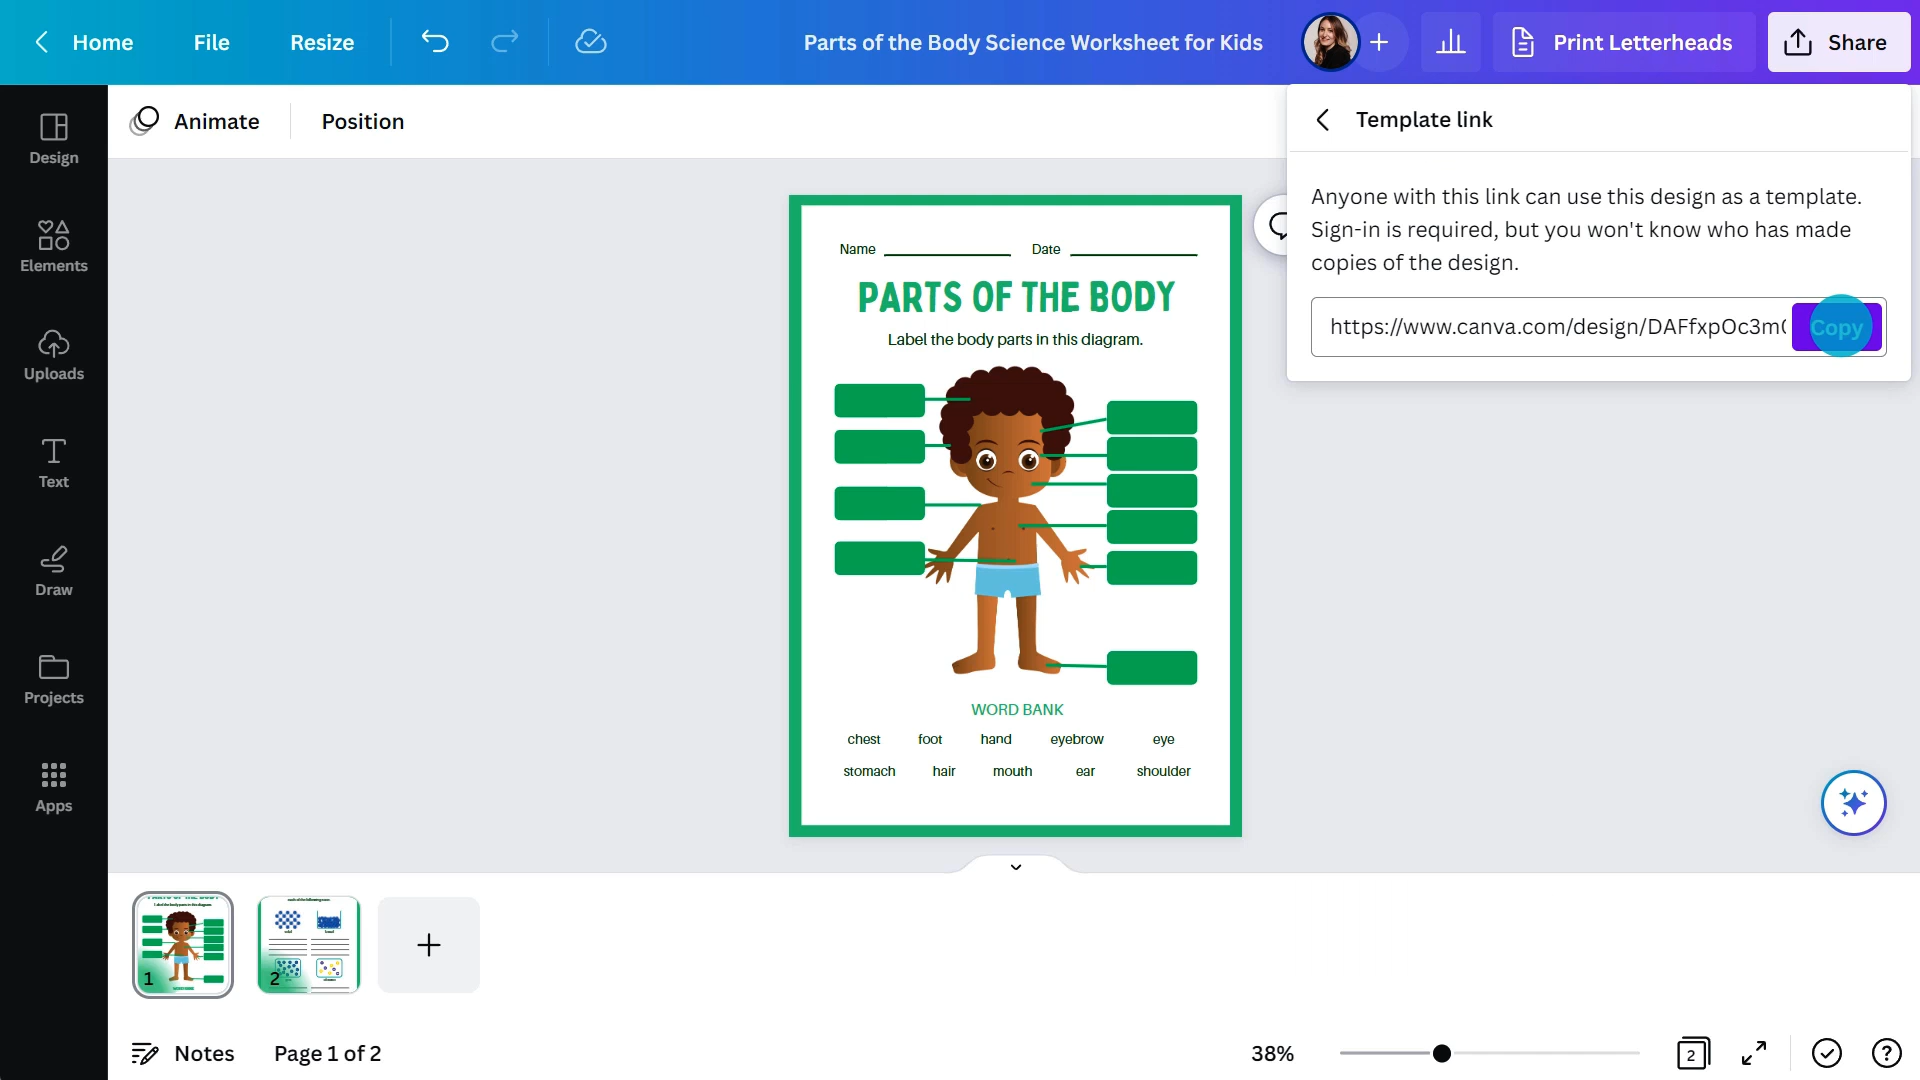 Home
File
Resize
Parts of the Body Science Worksheet for Kids
Print Letterheads
Share
Design
Elements
Uploads
Text
Draw
Projects
Apps
Animate
Position
Template link
Anyone with this link can use this design as a template.
Sign-in is required, but you won't know who has made
copies of the design.
https://www.canva.com/design/DAFfxpOc3m
Copy
Name
Date
PARTS OF THE BODY
Label the body parts in this diagram.
WORD BANK
chest foot hand eyebrow eye
stomach hair mouth ear shoulder
1
2
Notes
Page 1 of 2
38%
2